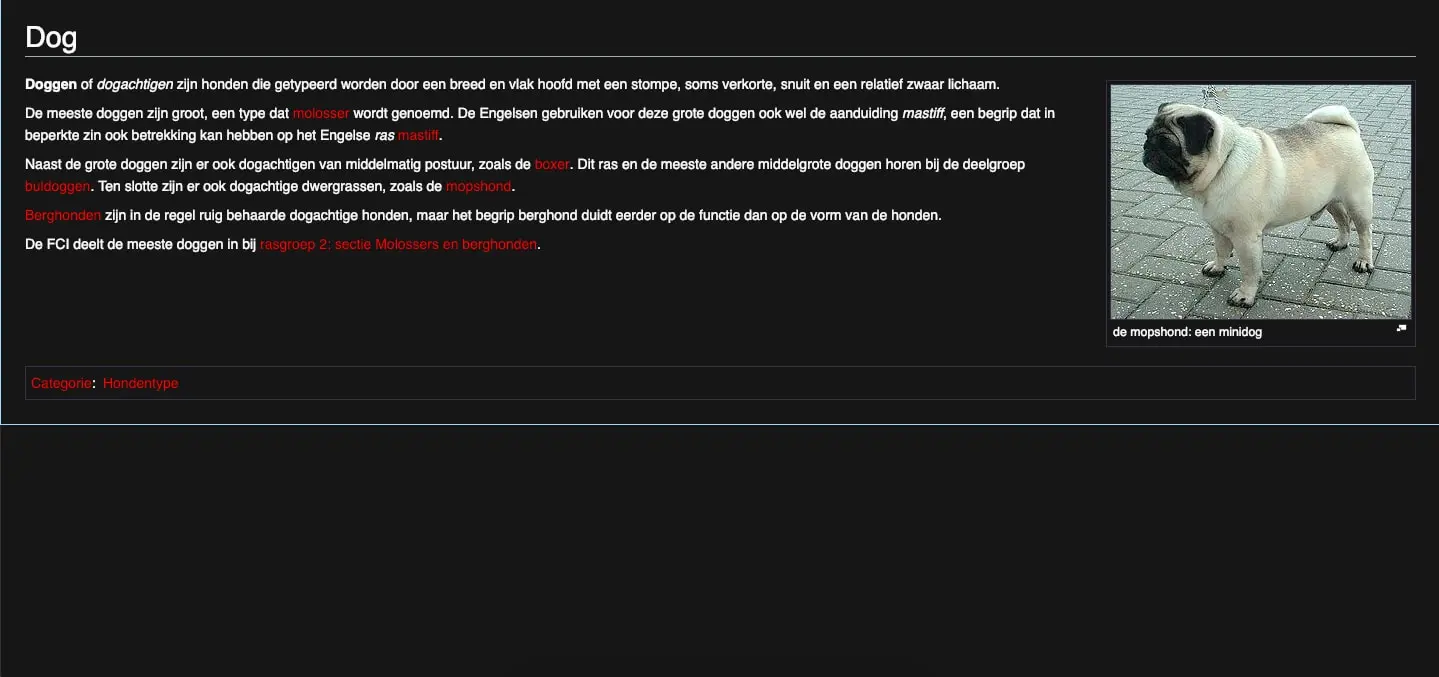 Dog
Doggen of dogachtigen zijn honden die getypeerd worden door een breed en vlak hoofd met een stompe, soms verkorte, snuit en een relatief zwaar lichaam.
De meeste doggen zijn groot, een type dat molosser wordt genoemd. De Engelsen gebruiken voor deze grote doggen ook wel de aanduiding mastiff, een begrip dat in
beperkte zin ook betrekking kan hebben op het Engelse ras mastiff.
Naast de grote doggen zijn er ook dogachtigen van middelmatig postuur, zoals de boxer. Dit ras en de meeste andere middelgrote doggen horen bij de deelgroep
buldoggen. Ten slotte zijn er ook dogachtige dwergrassen, zoals de mopshond.
Berghonden zijn in de regel ruig behaarde dogachtige honden, maar het begrip berghond duidt eerder op de functie dan op de vorm van de honden.
De FCI deelt de meeste doggen in bij rasgroep 2: sectie Molossers en berghonden.
de mopshond: een minidog
Categorie: Hondentype